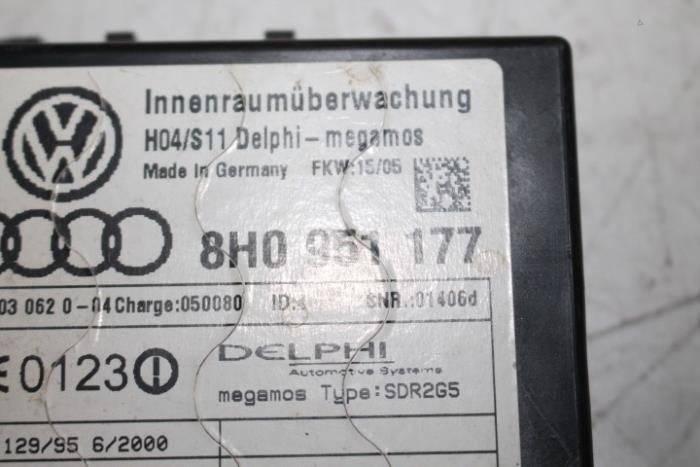 Innenraumüberwachung
H04/S11 Delphi-megamos
Made in Germany FKW:15/05
8H0 951 177
03 062 0-04 Charge:050080 ID: SNR.:01406d
0123
DELPHI
Automotive Systems
megamos Type:SDR2G5
129/95 6/2000